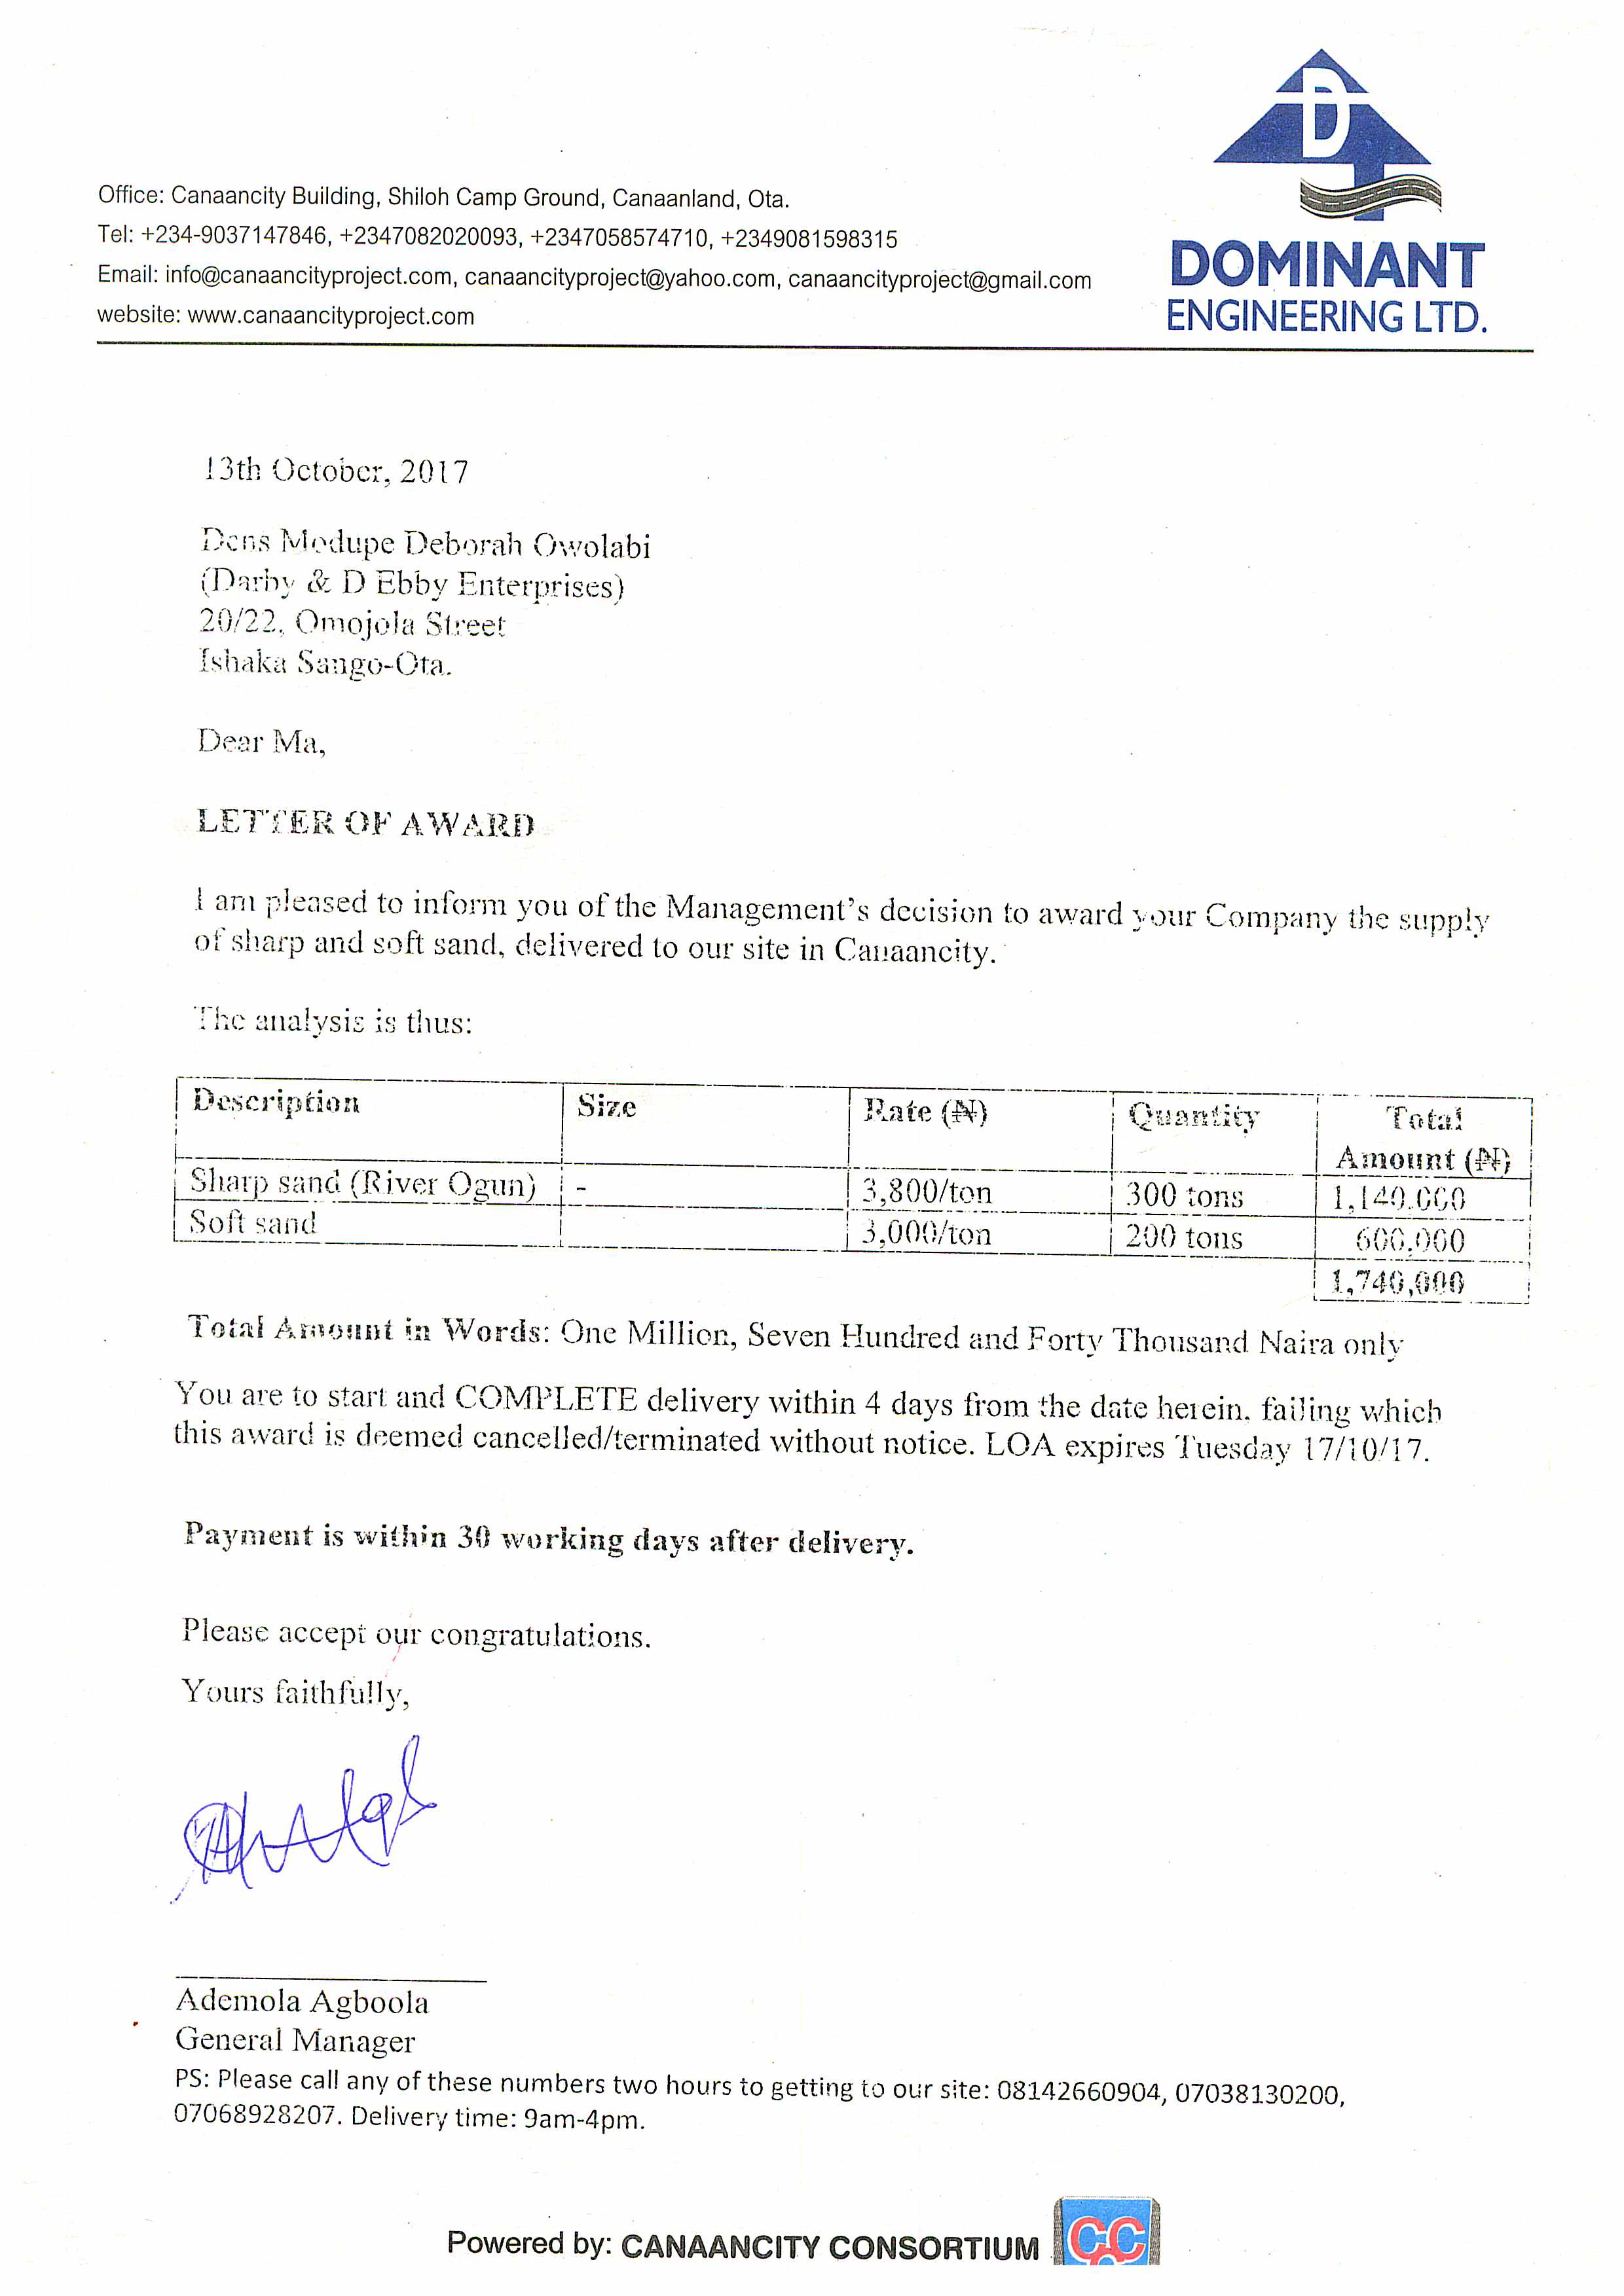 Office: Canaancity Building, Shiloh Camp Ground, Canaanland, Ota.
Tel: +234-9037147846, +2347082020093, +2347058574710, +2349081598315
Email: info@canaancityproject.com, canaancityproject@yahoo.com, canaancityproject@gmail.com
website: www.canaancityproject.com
D
DOMINANT
ENGINEERING LTD.
13th October, 2017
Dcns Modupe Deborah Owolabi
(Darby & D Ebby Enterprises)
20/22, Omojola Street
Ishaka Sango-Ota.
Dear Ma,
LETTER OF AWARD
I am pleased to inform you of the Management's decision to award your Company the supply
of sharp and soft sand, delivered to our site in Canaancity.
The analysis is thus:
Description Size Rate (₦) Quantity Total
Amount (₦)
Sharp sand (River Ogun) - 3,800/ton 300 tons 1,140,000
Soft sand 3,000/ton 200 tons 600,000
1,740,000
Total Amount in Words: One Million, Seven Hundred and Forty Thousand Naira only
You are to start and COMPLETE delivery within 4 days from the date herein, failing which
this award is deemed cancelled/terminated without notice. LOA expires Tuesday 17/10/17.
Payment is within 30 working days after delivery.
Please accept our congratulations.
Yours faithfully,
Ademola Agboola
General Manager
PS: Please call any of these numbers two hours to getting to our site: 08142660904, 07038130200,
07068928207. Delivery time: 9am-4pm.
Powered by: CANAANCITY CONSORTIUM CCC